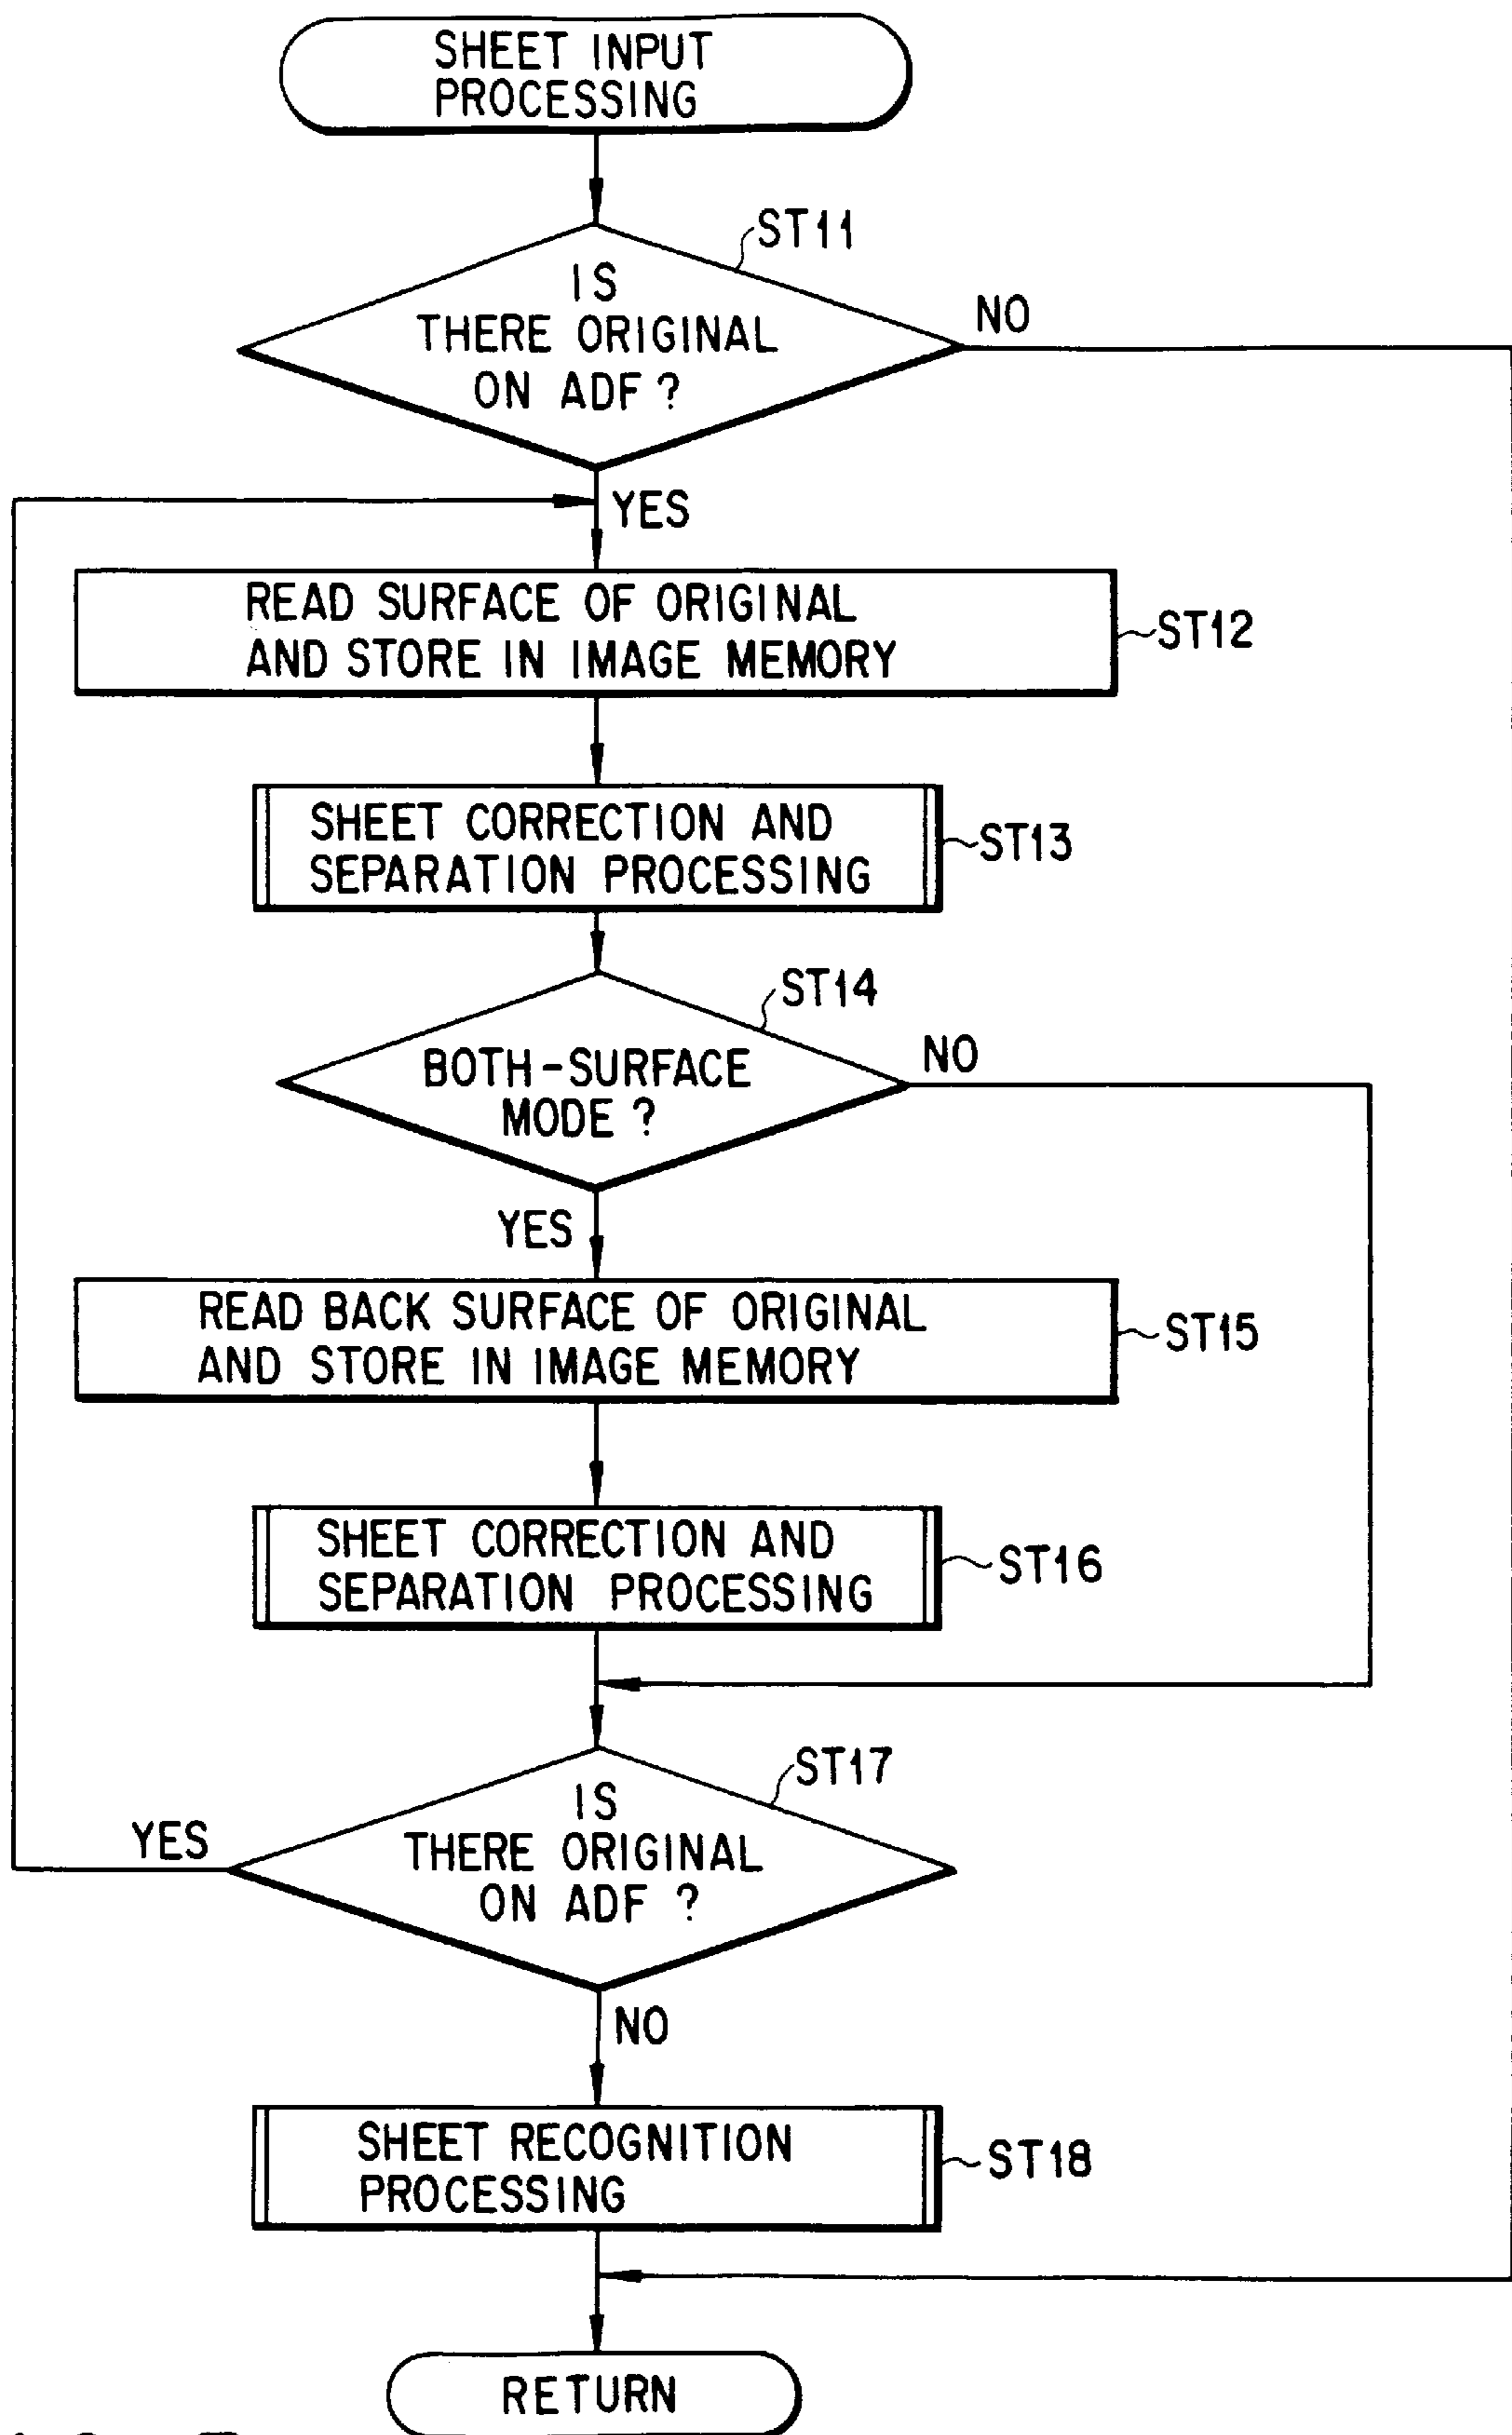 SHEET INPUT
PROCESSING
ST11
IS
THERE ORIGINAL
ON ADF ?
NO
YES
READ SURFACE OF ORIGINAL
AND STORE IN IMAGE MEMORY
ST12
SHEET CORRECTION AND
SEPARATION PROCESSING
ST13
ST14
BOTH-SURFACE
MODE ?
NO
YES
READ BACK SURFACE OF ORIGINAL
AND STORE IN IMAGE MEMORY
ST15
SHEET CORRECTION AND
SEPARATION PROCESSING
ST16
ST17
IS
THERE ORIGINAL
ON ADF ?
YES
NO
SHEET RECOGNITION
PROCESSING
ST18
RETURN